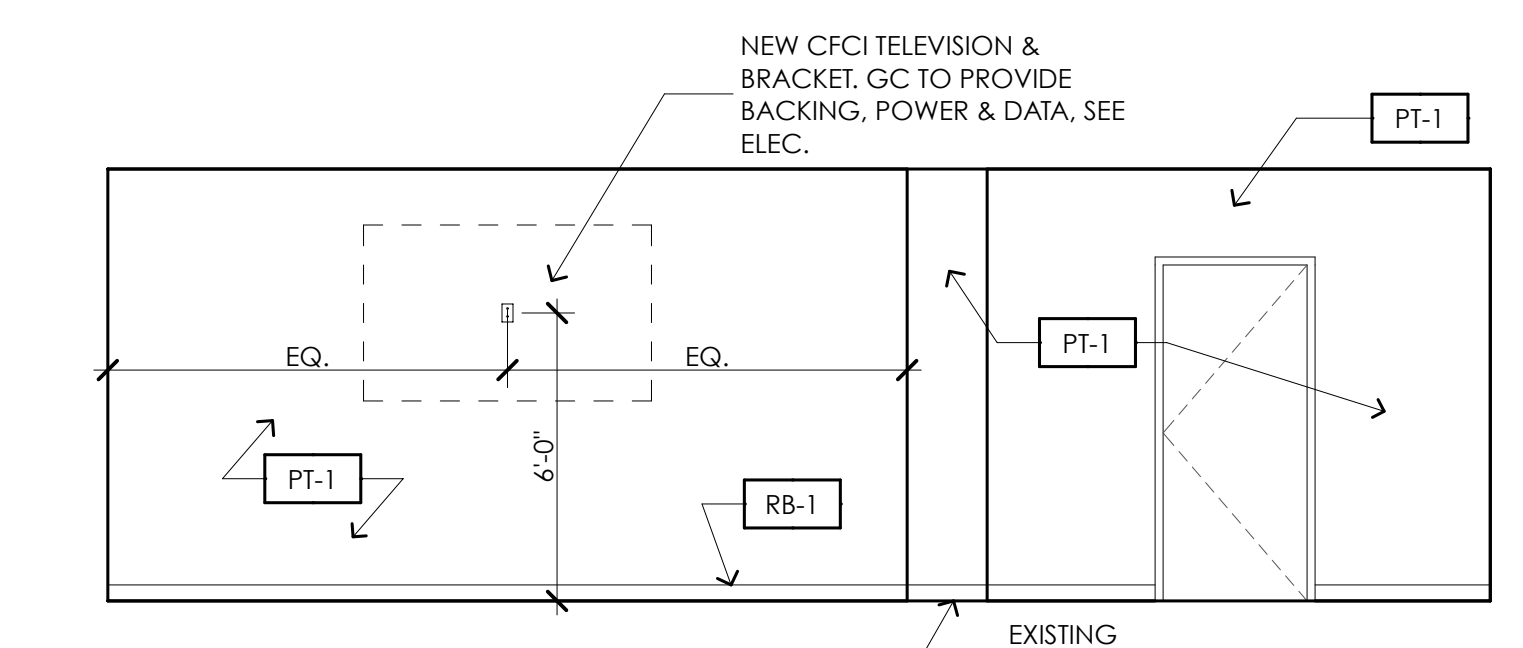 NEW CFCI TELEVISION &
BRACKET. GC TO PROVIDE
BACKING, POWER & DATA, SEE
ELEC.
PT-1
PT-1
EQ.
EQ.
6'-0"
PT-1
RB-1
EXISTING